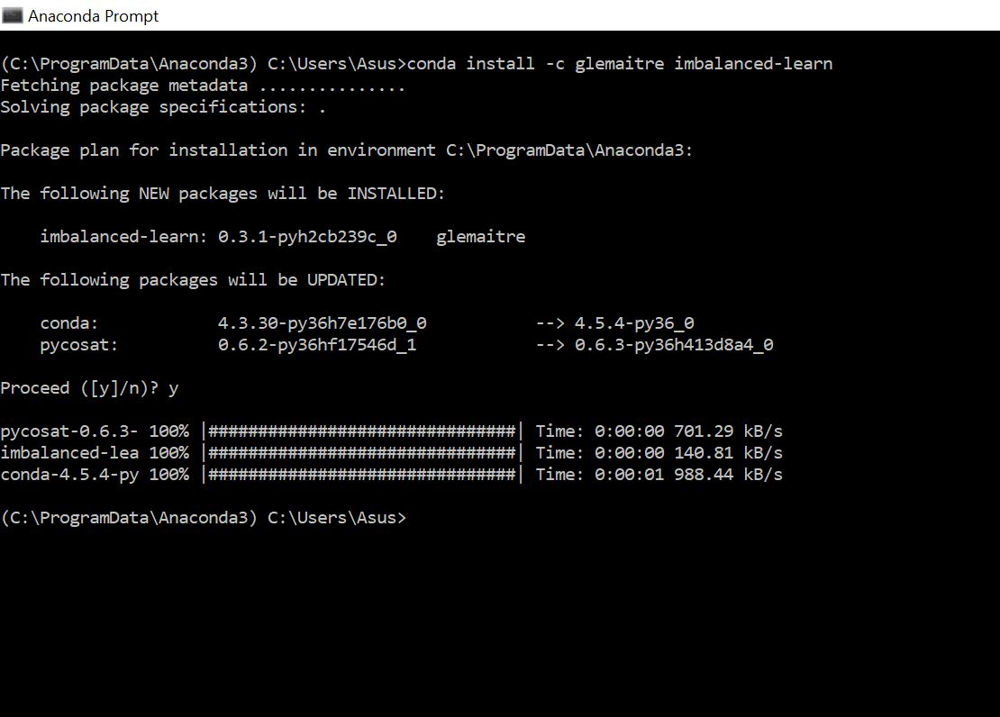 Anaconda Prompt
(C:\ProgramData\Anaconda3) C:\Users\Asus>conda install -c glemaitre imbalanced-learn
Fetching package metadata ...............
Solving package specifications: .
Package plan for installation in environment C:\ProgramData\Anaconda3:
The following NEW packages will be INSTALLED:
    imbalanced-learn: 0.3.1-pyh2cb239c_0    glemaitre
The following packages will be UPDATED:
    conda:            4.3.30-py36h7e176b0_0           --> 4.5.4-py36_0
    pycosat:          0.6.2-py36hf17546d_1            --> 0.6.3-py36h413d8a4_0
Proceed ([y]/n)? y
pycosat-0.6.3- 100% |###############################| Time: 0:00:00 701.29 kB/s
imbalanced-lea 100% |###############################| Time: 0:00:00 140.81 kB/s
conda-4.5.4-py 100% |###############################| Time: 0:00:01 988.44 kB/s
(C:\ProgramData\Anaconda3) C:\Users\Asus>